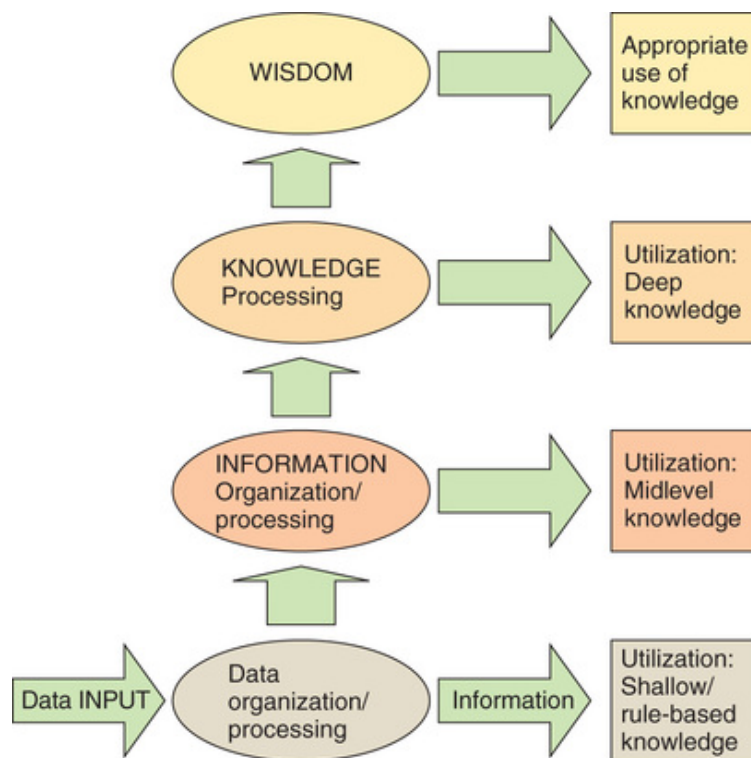 WISDOM
Appropriate
use of
knowledge
KNOWLEDGE
Processing
Utilization:
Deep
knowledge
INFORMATION
Organization/
processing
Utilization:
Midlevel
knowledge
Data INPUT
Data
organization/
processing
Information
Utilization:
Shallow/
rule-based
knowledge